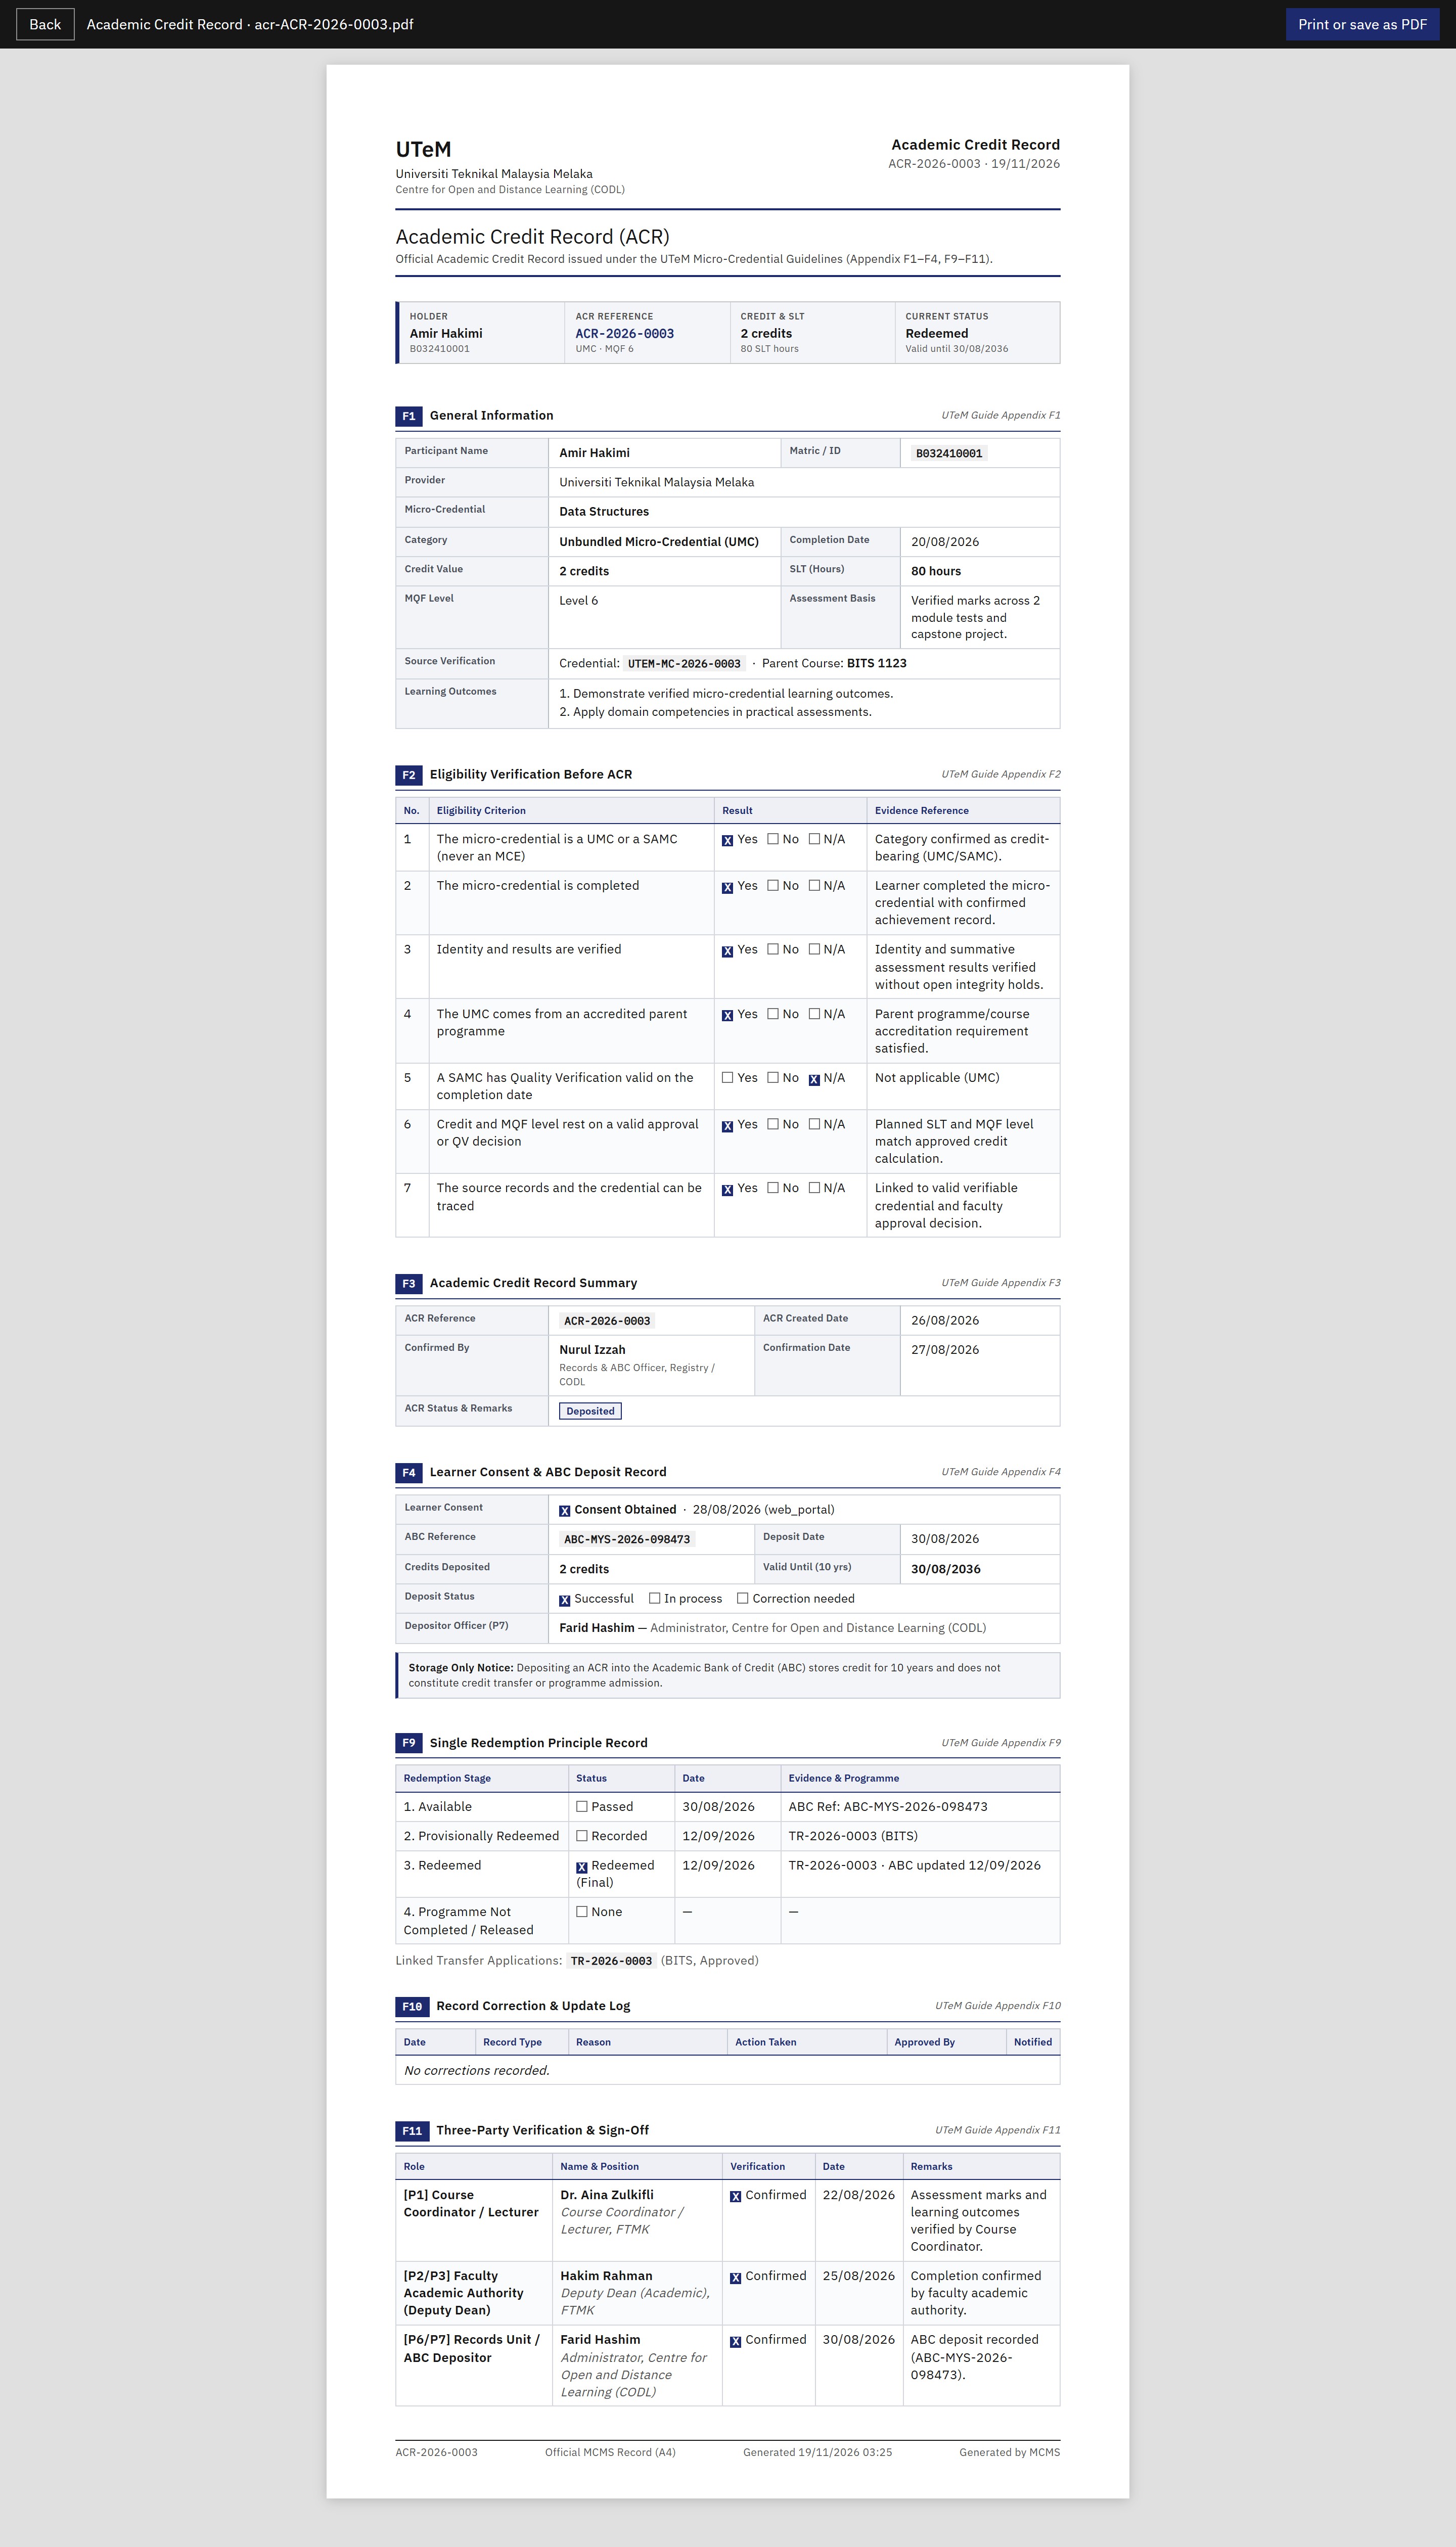 Back
Academic Credit Record · acr-ACR-2026-0003.pdf
Print or save as PDF
UTeM
Universiti Teknikal Malaysia Melaka
Centre for Open and Distance Learning (CODL)
Academic Credit Record
ACR-2026-0003 · 19/11/2026
Academic Credit Record (ACR)
Official Academic Credit Record issued under the UTeM Micro-Credential Guidelines (Appendix F1–F4, F9–F11).
HOLDER
Amir Hakimi
B032410001
ACR REFERENCE
ACR-2026-0003
UMC · MQF 6
CREDIT & SLT
2 credits
80 SLT hours
CURRENT STATUS
Redeemed
Valid until 30/08/2036
F1 General Information UTeM Guide Appendix F1
Participant Name Amir Hakimi Matric / ID B032410001
Provider Universiti Teknikal Malaysia Melaka
Micro-Credential Data Structures
Category Unbundled Micro-Credential (UMC) Completion Date 20/08/2026
Credit Value 2 credits SLT (Hours) 80 hours
MQF Level Level 6 Assessment Basis Verified marks across 2
module tests and
capstone project.
Source Verification Credential: UTEM-MC-2026-0003 · Parent Course: BITS 1123
Learning Outcomes 1. Demonstrate verified micro-credential learning outcomes.
2. Apply domain competencies in practical assessments.
F2 Eligibility Verification Before ACR UTeM Guide Appendix F2
No. Eligibility Criterion Result Evidence Reference
1 The micro-credential is a UMC or a SAMC
(never an MCE)
X Yes ☐ No ☐ N/A
Category confirmed as credit-
bearing (UMC/SAMC).
2 The micro-credential is completed
X Yes ☐ No ☐ N/A
Learner completed the micro-
credential with confirmed
achievement record.
3 Identity and results are verified
X Yes ☐ No ☐ N/A
Identity and summative
assessment results verified
without open integrity holds.
4 The UMC comes from an accredited parent
programme
X Yes ☐ No ☐ N/A
Parent programme/course
accreditation requirement
satisfied.
5 A SAMC has Quality Verification valid on the
completion date
☐ Yes ☐ No X N/A
Not applicable (UMC)
6 Credit and MQF level rest on a valid approval
or QV decision
X Yes ☐ No ☐ N/A
Planned SLT and MQF level
match approved credit
calculation.
7 The source records and the credential can be
traced
X Yes ☐ No ☐ N/A
Linked to valid verifiable
credential and faculty
approval decision.
F3 Academic Credit Record Summary UTeM Guide Appendix F3
ACR Reference ACR-2026-0003 ACR Created Date 26/08/2026
Confirmed By Nurul Izzah Confirmation Date 27/08/2026
Records & ABC Officer, Registry /
CODL
ACR Status & Remarks Deposited
F4 Learner Consent & ABC Deposit Record UTeM Guide Appendix F4
Learner Consent X Consent Obtained · 28/08/2026 (web_portal)
ABC Reference ABC-MYS-2026-098473 Deposit Date 30/08/2026
Credits Deposited 2 credits Valid Until (10 yrs) 30/08/2036
Deposit Status X Successful ☐ In process ☐ Correction needed
Depositor Officer (P7) Farid Hashim — Administrator, Centre for Open and Distance Learning (CODL)
Storage Only Notice: Depositing an ACR into the Academic Bank of Credit (ABC) stores credit for 10 years and does not
constitute credit transfer or programme admission.
F9 Single Redemption Principle Record UTeM Guide Appendix F9
Redemption Stage Status Date Evidence & Programme
1. Available ☐ Passed 30/08/2026 ABC Ref: ABC-MYS-2026-098473
2. Provisionally Redeemed ☐ Recorded 12/09/2026 TR-2026-0003 (BITS)
3. Redeemed X Redeemed
(Final)
12/09/2026 TR-2026-0003 · ABC updated 12/09/2026
4. Programme Not
Completed / Released
☐ None — —
Linked Transfer Applications: TR-2026-0003 (BITS, Approved)
F10 Record Correction & Update Log UTeM Guide Appendix F10
Date Record Type Reason Action Taken Approved By Notified
No corrections recorded.
F11 Three-Party Verification & Sign-Off UTeM Guide Appendix F11
Role Name & Position Verification Date Remarks
[P1] Course
Coordinator / Lecturer
Dr. Aina Zulkifli
Course Coordinator /
Lecturer, FTMK
X Confirmed 22/08/2026
Assessment marks and
learning outcomes
verified by Course
Coordinator.
[P2/P3] Faculty
Academic Authority
(Deputy Dean)
Hakim Rahman
Deputy Dean (Academic),
FTMK
X Confirmed 25/08/2026
Completion confirmed
by faculty academic
authority.
[P6/P7] Records Unit /
ABC Depositor
Farid Hashim
Administrator, Centre for
Open and Distance
Learning (CODL)
X Confirmed 30/08/2026
ABC deposit recorded
(ABC-MYS-2026-
098473).
ACR-2026-0003 Official MCMS Record (A4) Generated 19/11/2026 03:25 Generated by MCMS